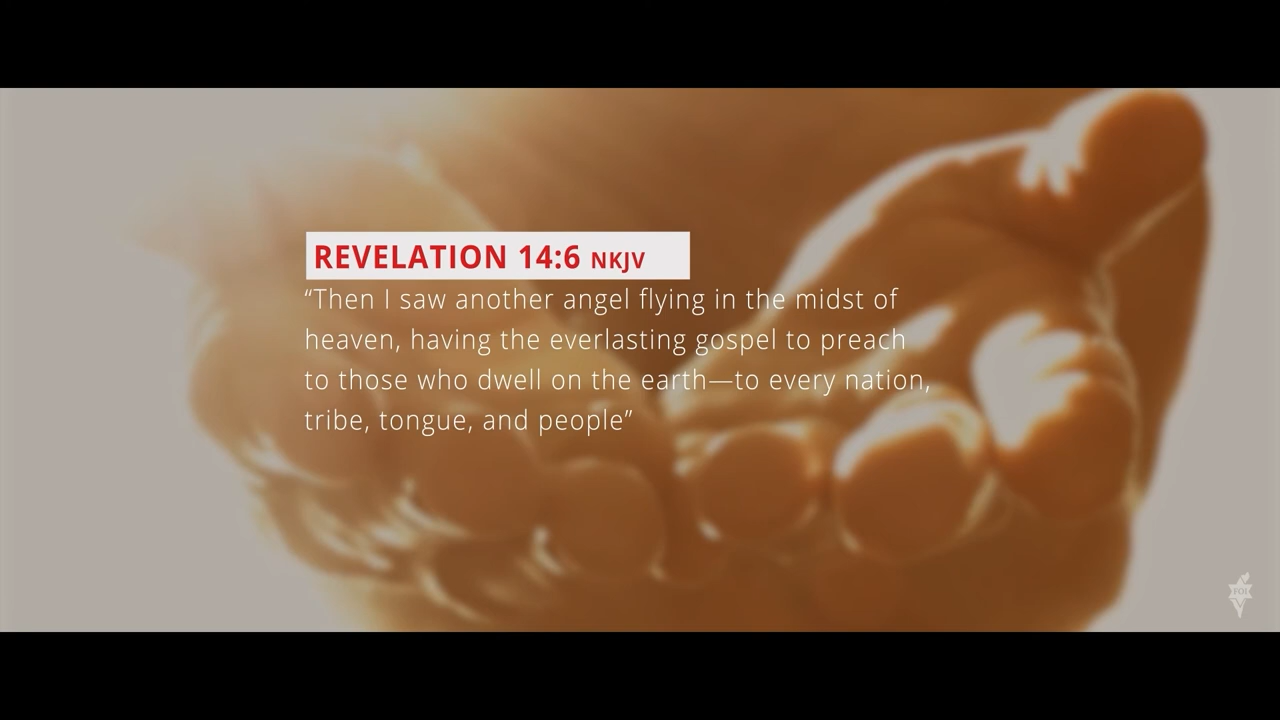 REVELATION 14:6 NKJV
“Then I saw another angel flying in the midst of
heaven, having the everlasting gospel to preach
to those who dwell on the earth—to every nation,
tribe, tongue, and people”
FOI